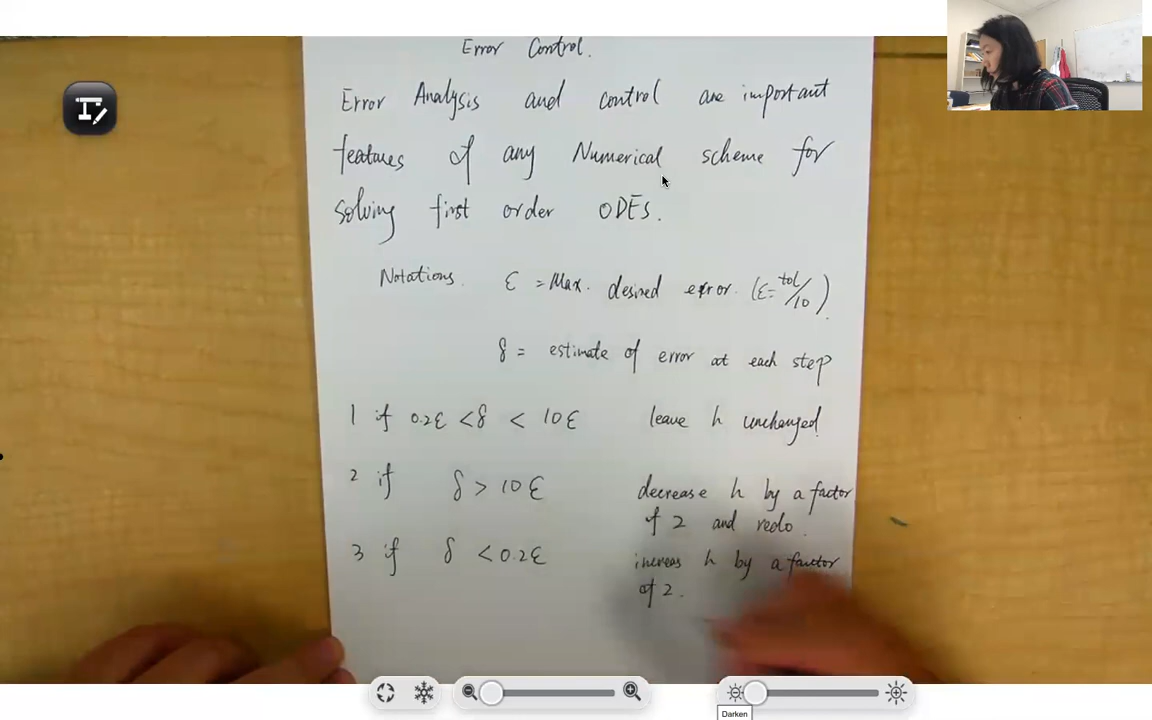 Error Control.
Error Analysis and control are important
features of any Numerical scheme for
solving first order ODEs.
Notations. ε = Max. desired error. (ε = tol/10).
δ = estimate of error at each step
1 if 0.2ε < δ < 10ε leave h unchanged.
2 if δ > 10ε decrease h by a factor
of 2 and redo.
3 if δ < 0.2ε increas h by a factor
of 2.
Darken